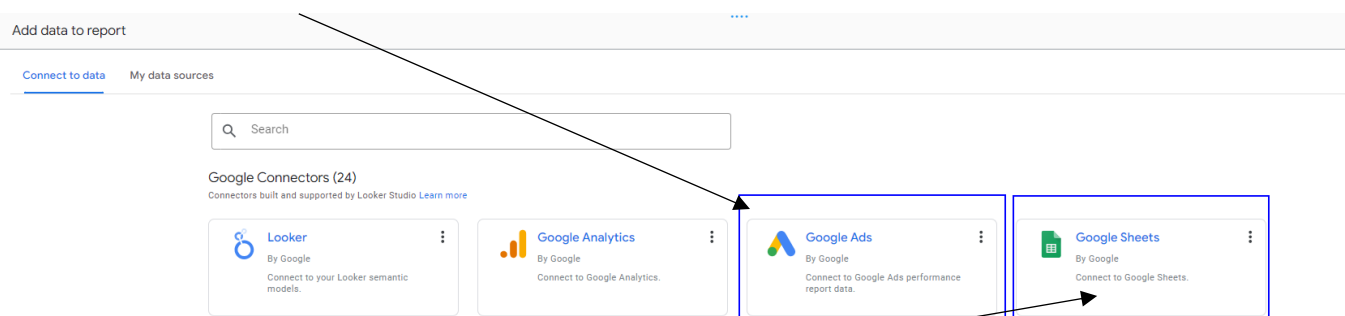 Add data to report
Connect to data My data sources
Search
Google Connectors (24)
Connectors built and supported by Looker Studio Learn more
Looker
By Google
Connect to your Looker semantic
models.
Google Analytics
By Google
Connect to Google Analytics.
Google Ads
By Google
Connect to Google Ads performance
report data.
Google Sheets
By Google
Connect to Google Sheets.